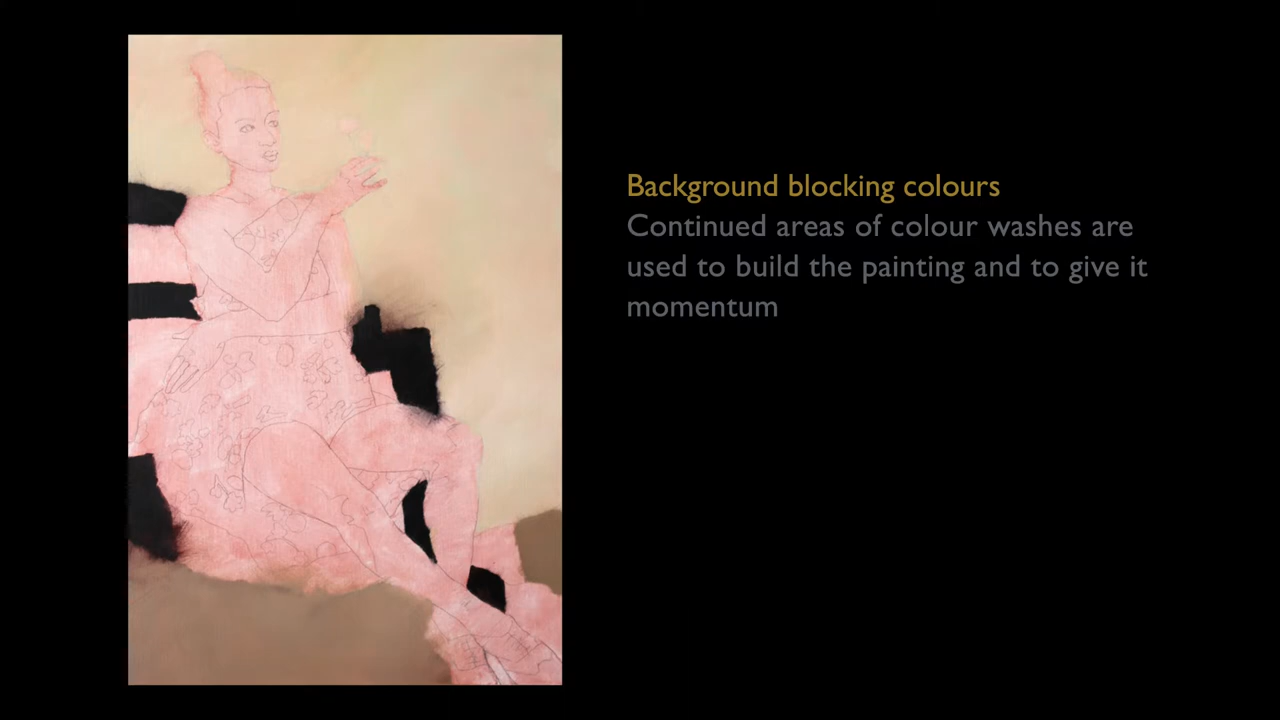 Background blocking colours
Continued areas of colour washes are
used to build the painting and to give it
momentum